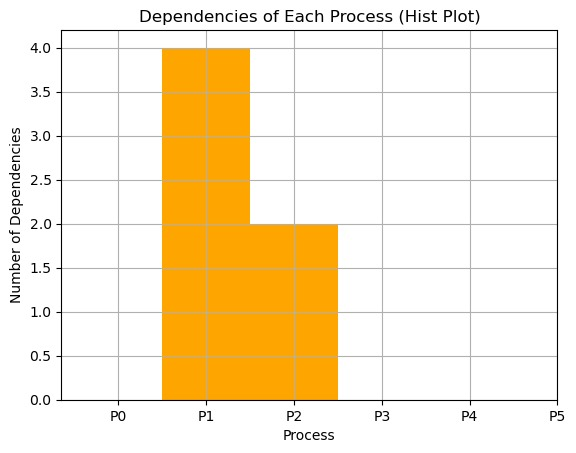 Dependencies of Each Process (Hist Plot)
Number of Dependencies
4.0
3.5
3.0
2.5
2.0
1.5
1.0
0.5
0.0
P0 P1 P2 P3 P4 P5
Process